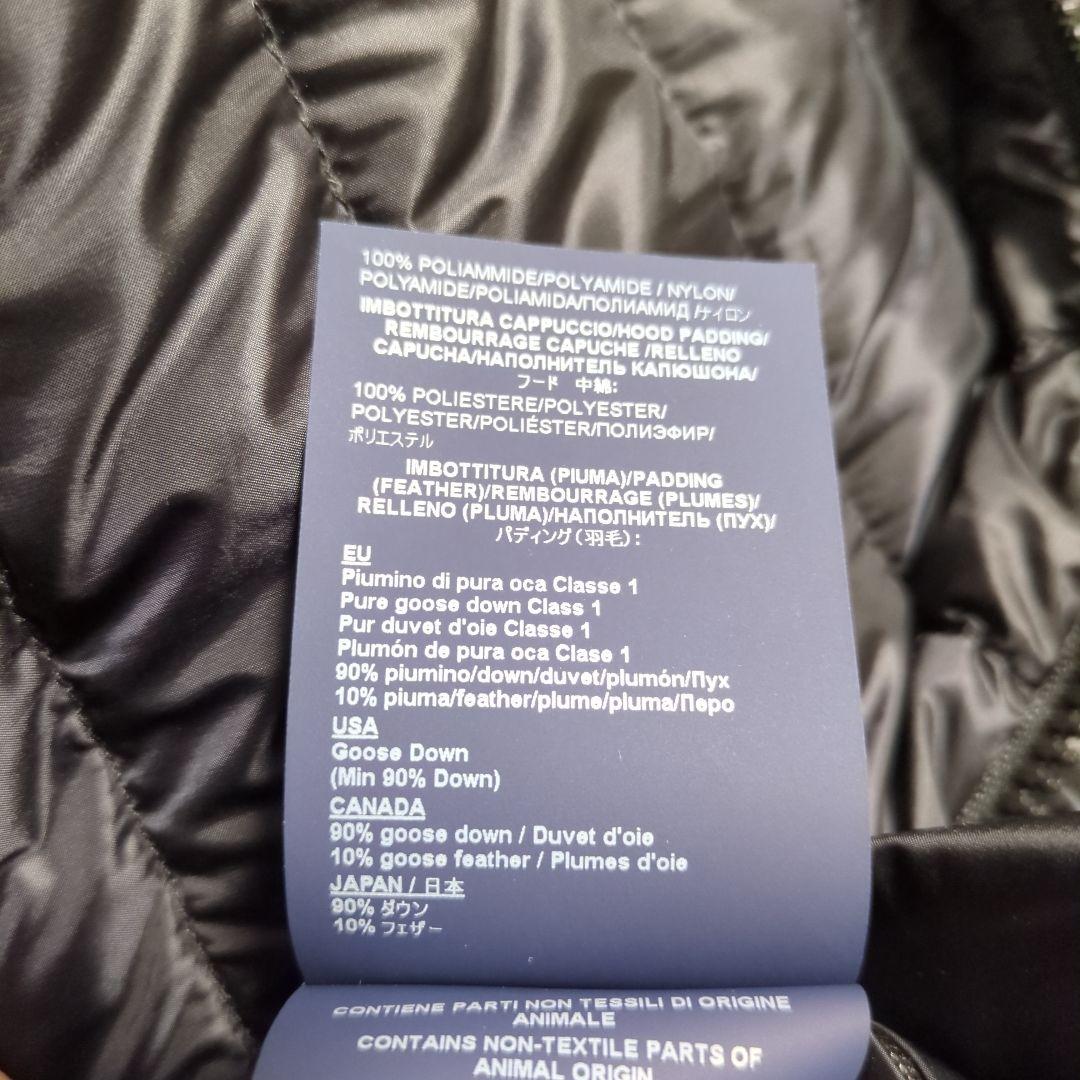 100% POLIAMMIDE/POLYAMIDE / NYLON/
POLYAMIDE/POLIAMIDA/ПОЛИАМИД /ケイロン
IMBOTTITURA CAPPUCCIO/HOOD PADDING/
REMBOURRAGE CAPUCHE /RELLENO
CAPUCHA/НАПОЛНИТЕЛЬ КАПЮШОНА/
フード 中綿:
100% POLIESTERE/POLYESTER/
POLYESTER/POLIÉSTER/ПОЛИЭФИР/
ポリエステル
IMBOTTITURA (PIUMA)/PADDING
(FEATHER)/REMBOURRAGE (PLUMES)/
RELLENO (PLUMA)/НАПОЛНИТЕЛЬ (ПУХ)/
パディング(羽毛):
EU
Piumino di pura oca Classe 1
Pure goose down Class 1
Pur duvet d'oie Classe 1
Plumón de pura oca Clase 1
90% piumino/down/duvet/plumón/Пух
10% piuma/feather/plume/pluma/Перо
USA
Goose Down
(Min 90% Down)
CANADA
90% goose down / Duvet d'oie
10% goose feather / Plumes d'oie
JAPAN / 日本
90% ダウン
10% フェザー
CONTIENE PARTI NON TESSILI DI ORIGINE
ANIMALE
CONTAINS NON-TEXTILE PARTS OF
ANIMAL ORIGIN